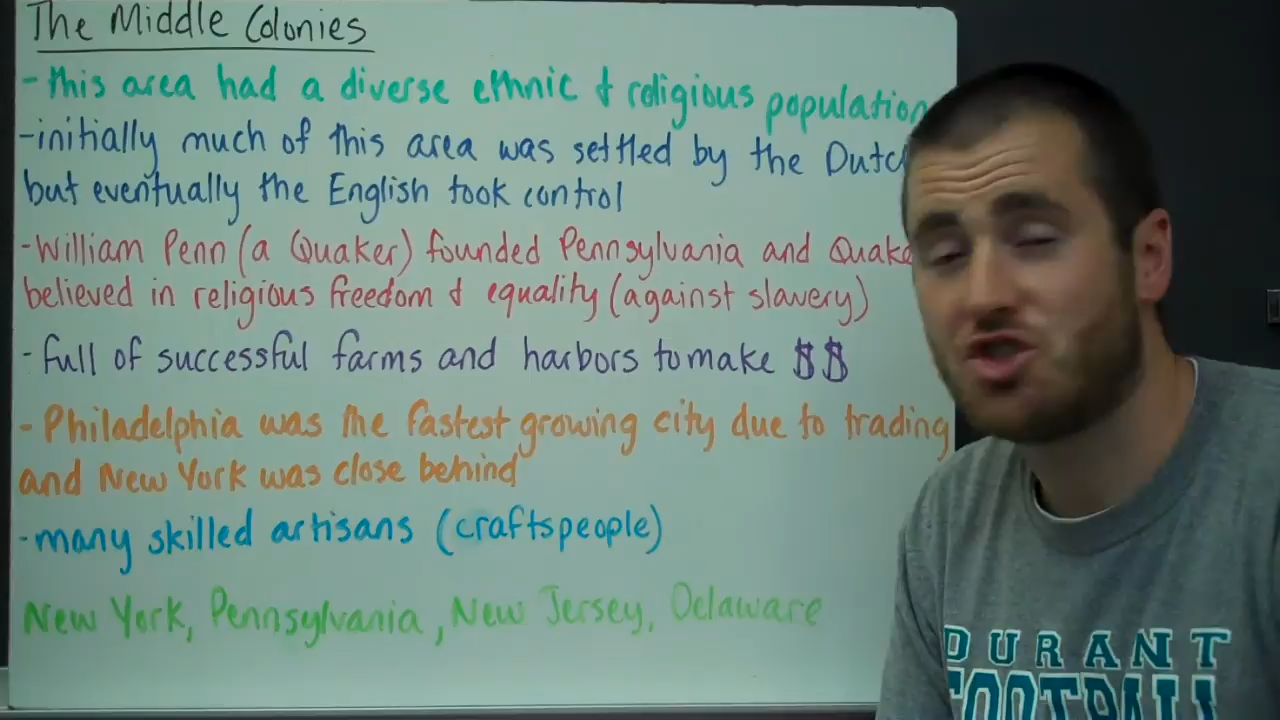 The Middle Colonies
- this area had a diverse ethnic & religious population
- initially much of this area was settled by the Dutc
but eventually the English took control
- William Penn (a Quaker) founded Pennsylvania and Quake
believed in religious freedom & equality (against slavery)
- full of successful farms and harbors to make $$
- Philadelphia was the fastest growing city due to trading
and New York was close behind
- many skilled artisans (craftspeople)
New York, Pennsylvania, New Jersey, Delaware
DURANT
FOOTBALL